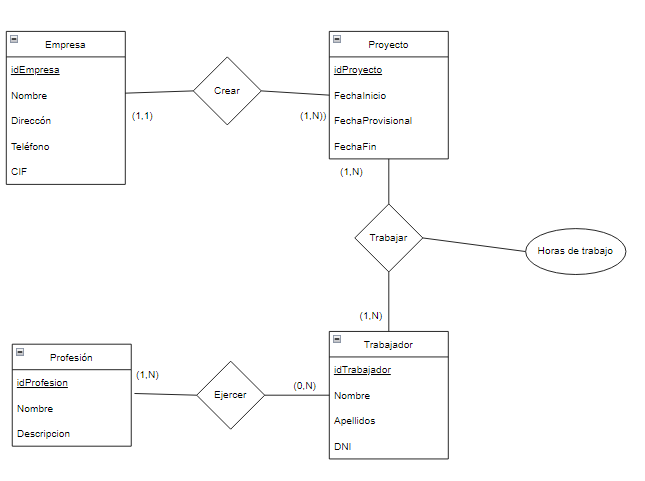 Empresa
idEmpresa
Nombre
Direccón
Teléfono
CIF
(1,1)
Crear
(1,N))
Proyecto
idProyecto
FechaInicio
FechaProvisional
FechaFin
(1,N)
Trabajar
Horas de trabajo
(1,N)
Profesión
idProfesion
Nombre
Descripcion
(1,N)
Ejercer
(0,N)
Trabajador
idTrabajador
Nombre
Apellidos
DNI